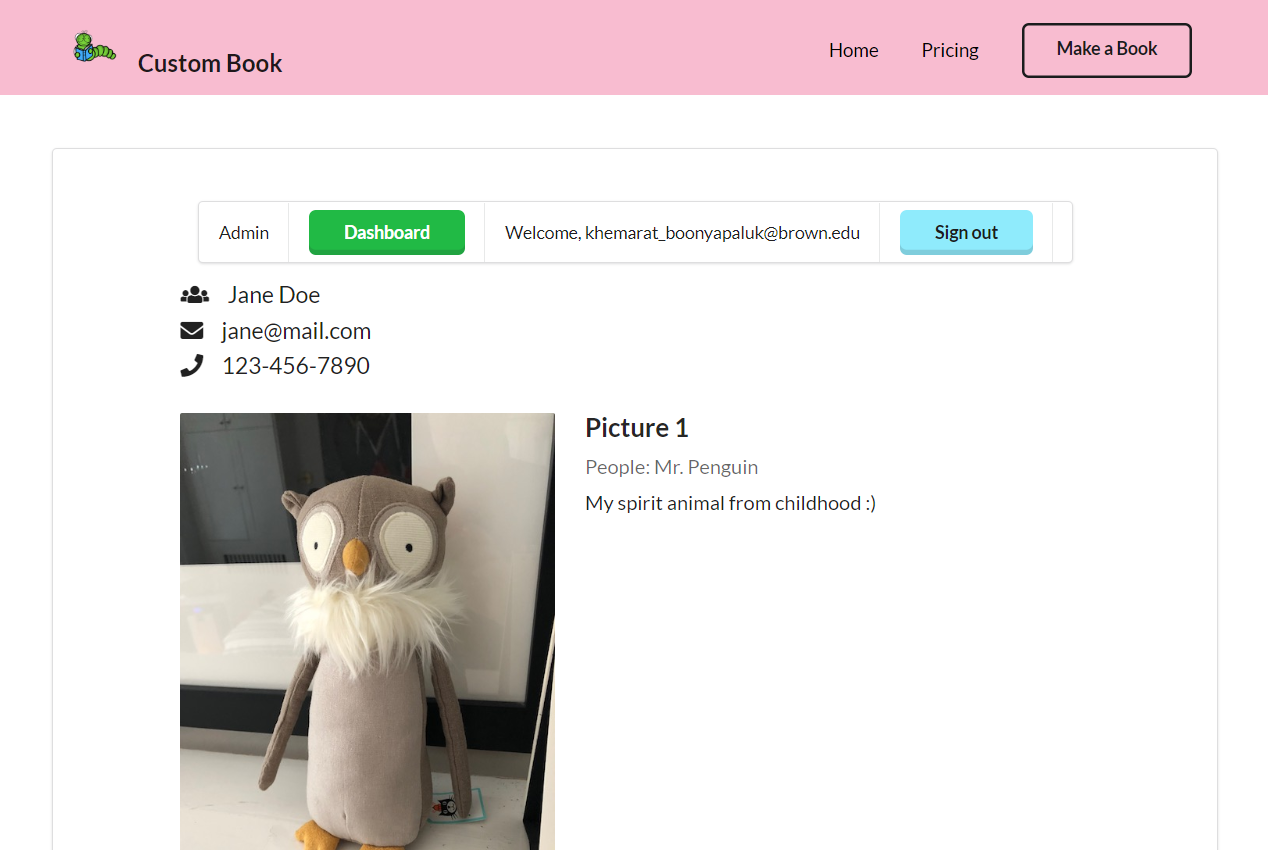 Custom Book
Home Pricing Make a Book
Admin Dashboard Welcome, khemarat_boonyapaluk@brown.edu Sign out
Jane Doe
jane@mail.com
123-456-7890
Picture 1
People: Mr. Penguin
My spirit animal from childhood :)
M